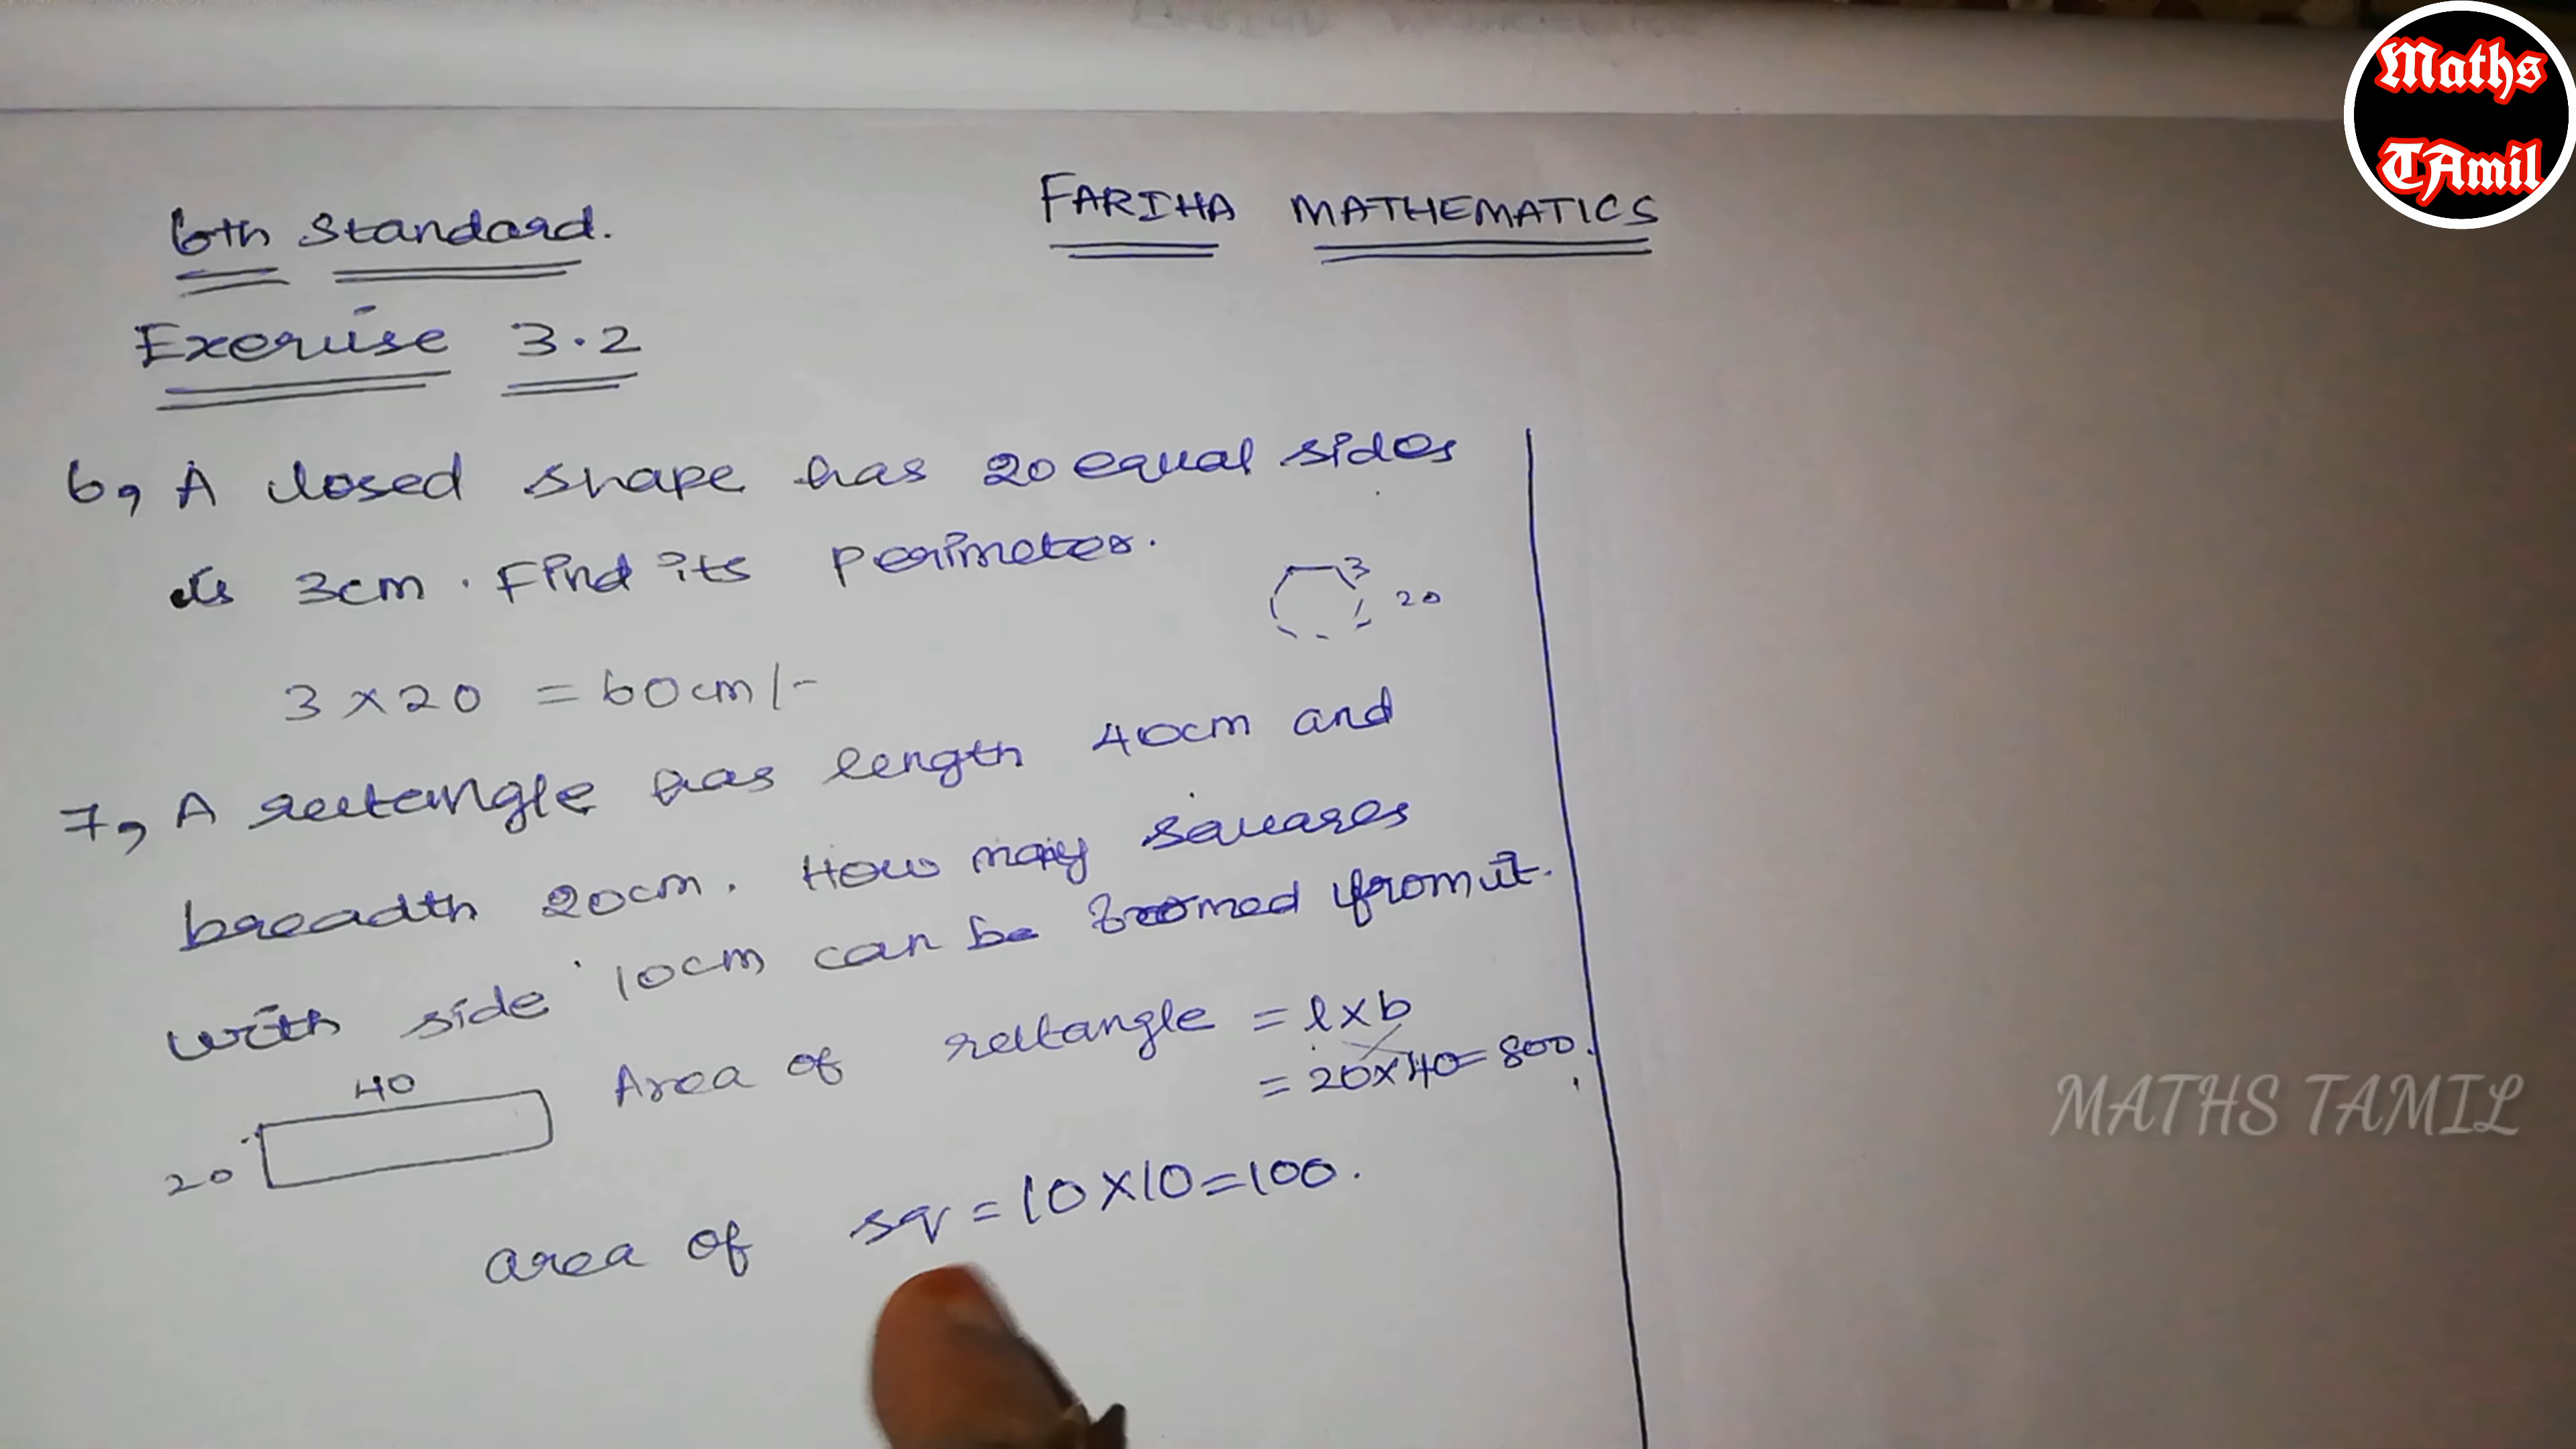 Maths
TAmil
6th Standard.
FARIHA MATHEMATICS
Exercise 3.2
6, A closed shape has 20 equal sides
is 3cm. Find its perimeter.
3
20
3 × 20 = 60cm/-
7, A rectangle has length 40cm and
breadth 20cm. How many squares
with side 10cm can be formed from it.
40
20
Area of rectangle = l×b
= 20×40=800.
area of sq = 10×10=100.
MATHS TAMIL